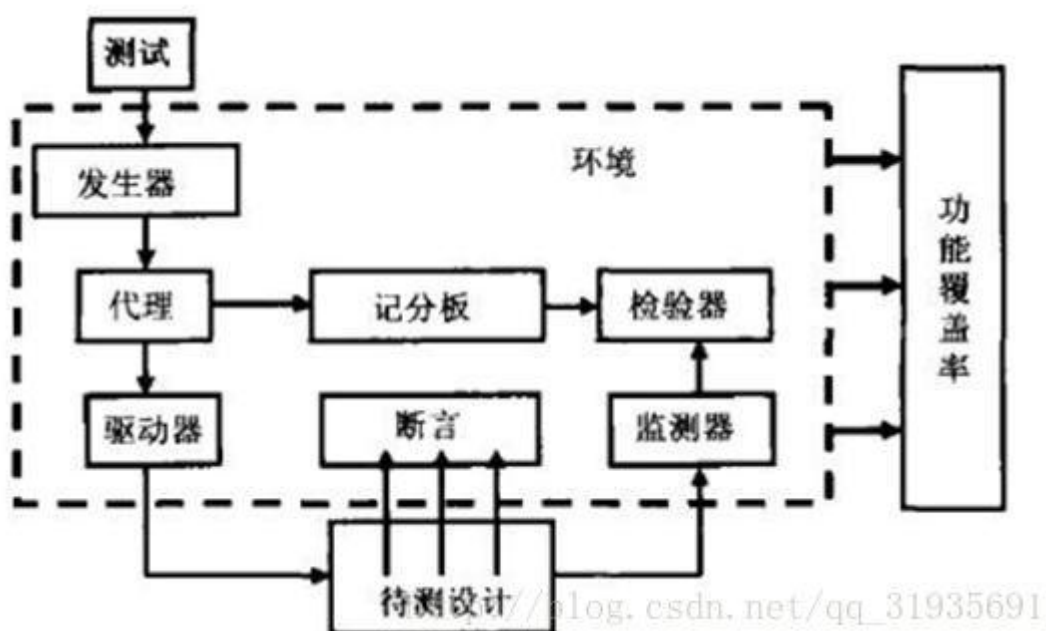 测试
环境
发生器
代理
记分板
检验器
驱动器
断言
监测器
待测设计
功能覆盖率
http://blog.csdn.net/qq_31935691